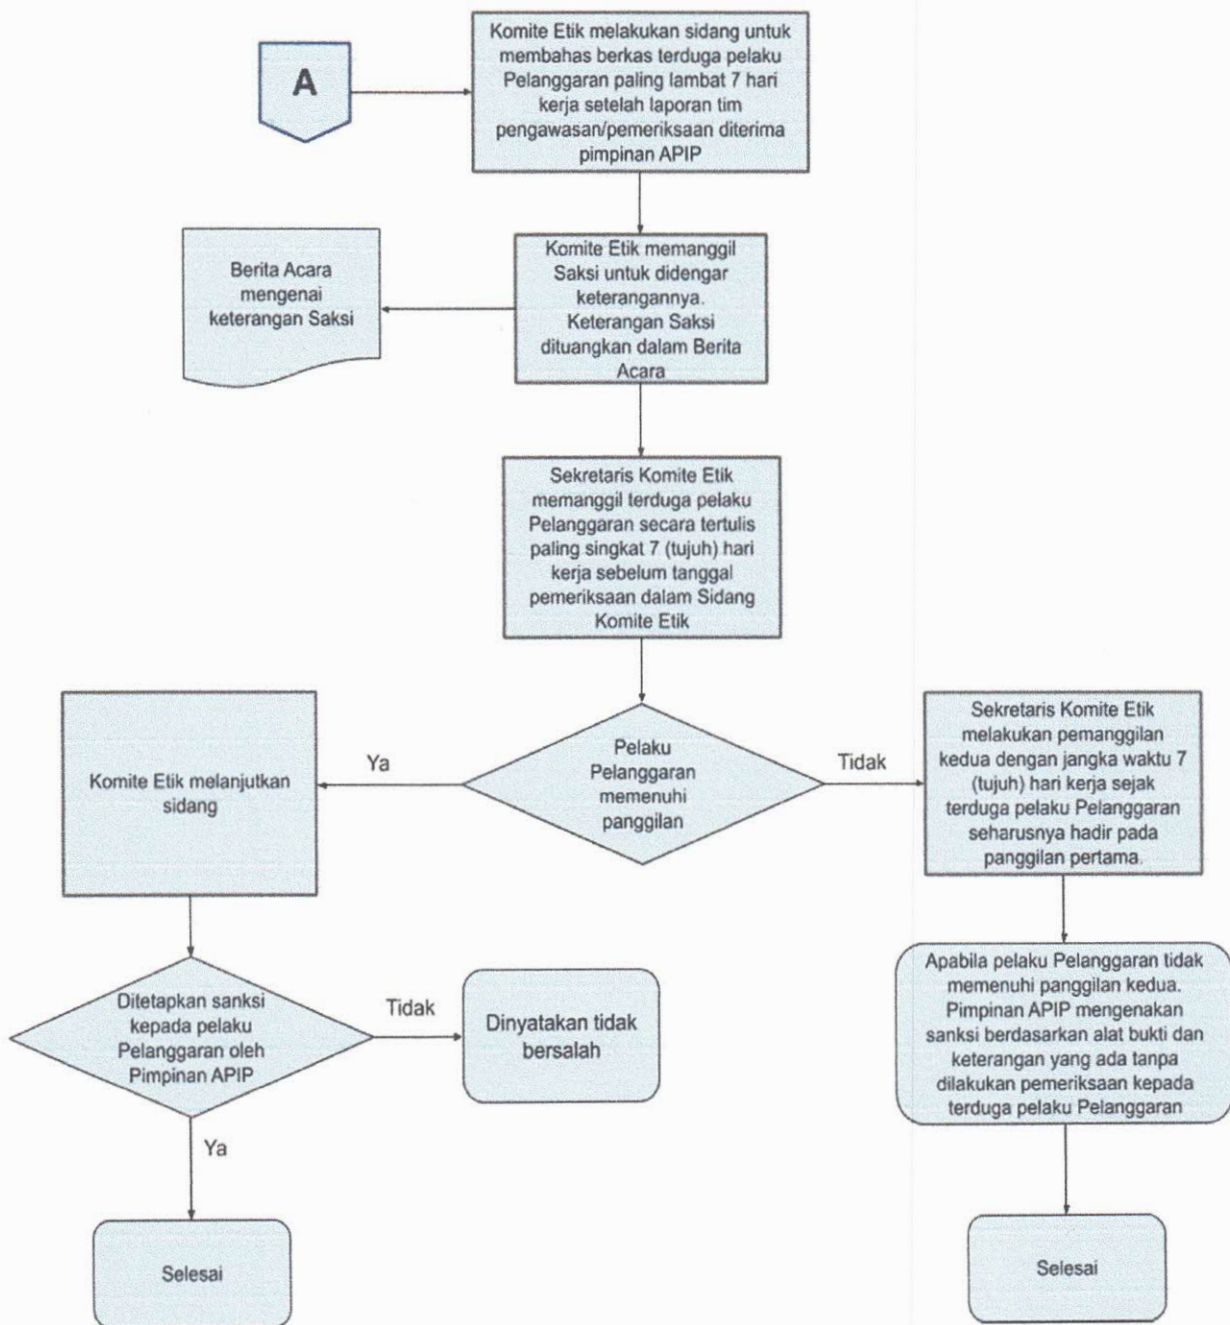 A
Komite Etik melakukan sidang untuk
membahas berkas terduga pelaku
Pelanggaran paling lambat 7 hari
kerja setelah laporan tim
pengawasan/pemeriksaan diterima
pimpinan APIP
Berita Acara
mengenai
keterangan Saksi
Komite Etik memanggil
Saksi untuk didengar
keterangannya.
Keterangan Saksi
dituangkan dalam Berita
Acara
Sekretaris Komite Etik
memanggil terduga pelaku
Pelanggaran secara tertulis
paling singkat 7 (tujuh) hari
kerja sebelum tanggal
pemeriksaan dalam Sidang
Komite Etik
Komite Etik melanjutkan
sidang
Ya
Pelaku
Pelanggaran
memenuhi
panggilan
Tidak
Sekretaris Komite Etik
melakukan pemanggilan
kedua dengan jangka waktu 7
(tujuh) hari kerja sejak
terduga pelaku Pelanggaran
seharusnya hadir pada
panggilan pertama.
Ditetapkan sanksi
kepada pelaku
Pelanggaran oleh
Pimpinan APIP
Tidak
Dinyatakan tidak
bersalah
Apabila pelaku Pelanggaran tidak
memenuhi panggilan kedua.
Pimpinan APIP mengenakan
sanksi berdasarkan alat bukti dan
keterangan yang ada tanpa
dilakukan pemeriksaan kepada
terduga pelaku Pelanggaran
Ya
Selesai
Selesai